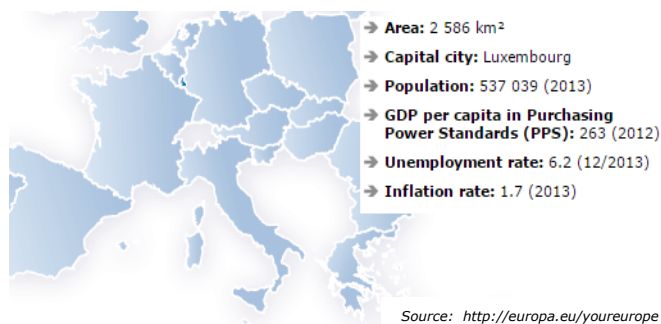 → Area: 2 586 km²
→ Capital city: Luxembourg
→ Population: 537 039 (2013)
→ GDP per capita in Purchasing
Power Standards (PPS): 263 (2012)
→ Unemployment rate: 6.2 (12/2013)
→ Inflation rate: 1.7 (2013)
Source: http://europa.eu/youreurope